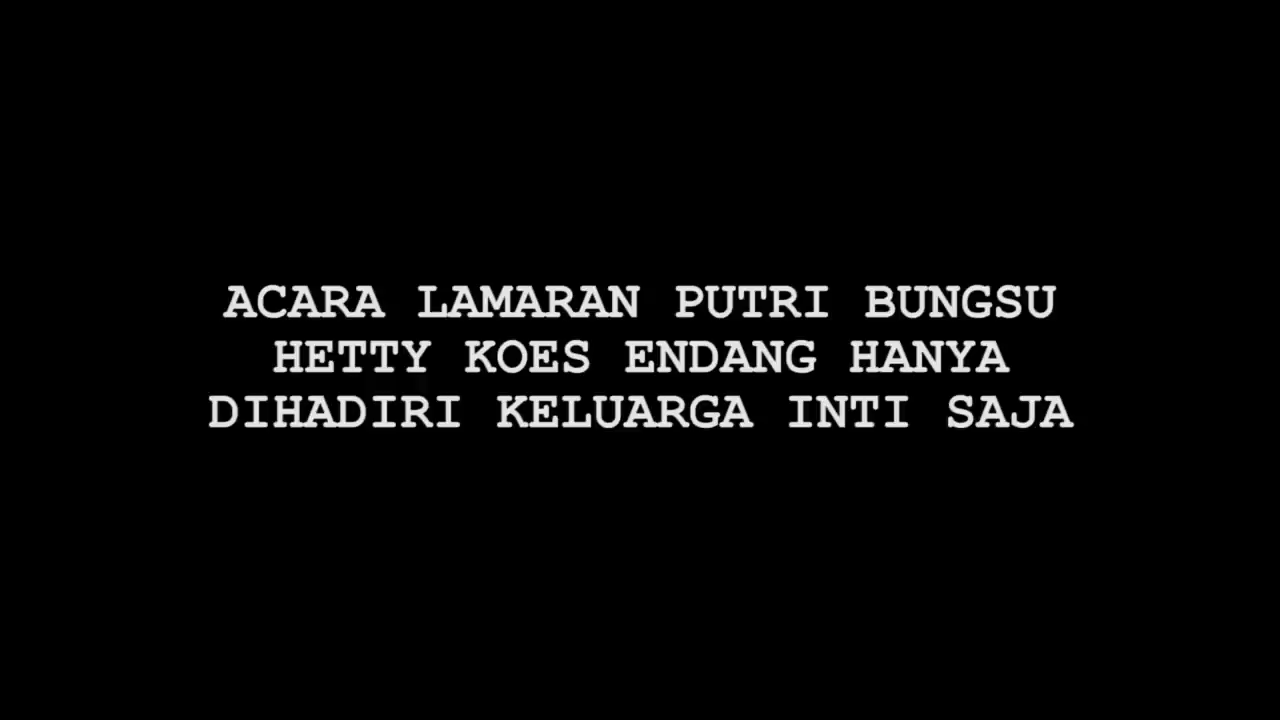 ACARA LAMARAN PUTRI BUNGSU
HETTY KOES ENDANG HANYA
DIHADIRI KELUARGA INTI SAJA